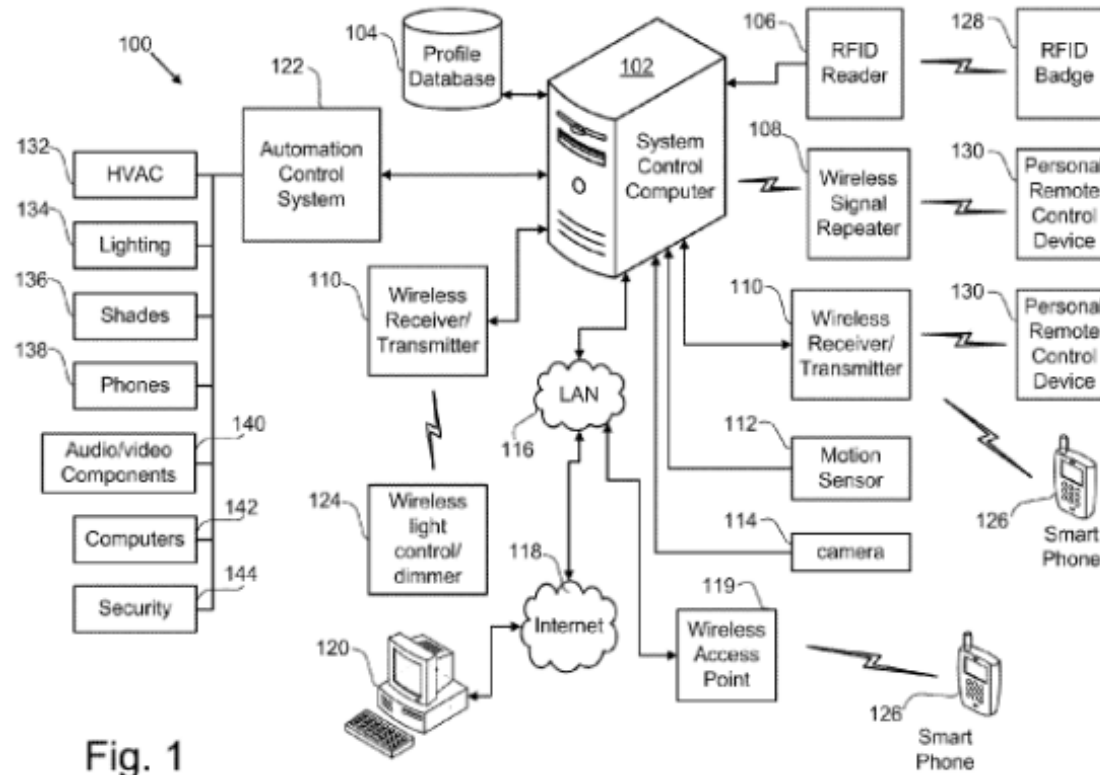 100
122
104
Profile
Database
102
System
Control
Computer
106
RFID
Reader
128
RFID
Badge
132
HVAC
Automation
Control
System
108
Wireless
Signal
Repeater
130
Personal
Remote
Control
Device
134
Lighting
136
Shades
110
Wireless
Receiver/
Transmitter
110
Wireless
Receiver/
Transmitter
130
Personal
Remote
Control
Device
138
Phones
LAN
116
140
Audio/video
Components
112
Motion
Sensor
126
Smart
Phone
124
Wireless
light
control/
dimmer
142
Computers
114
camera
144
Security
118
Internet
119
Wireless
Access
Point
120
126
Smart
Phone
Fig. 1